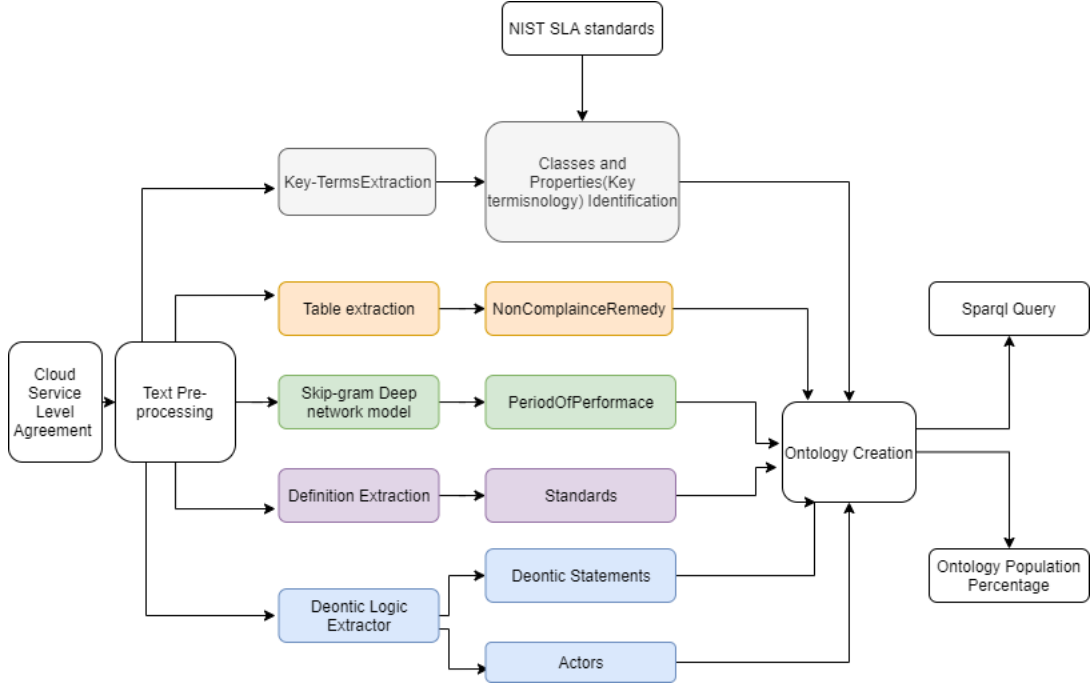 NIST SLA standards
Key-TermsExtraction
Classes and
Properties(Key
termisnology) Identification
Table extraction
NonComplainceRemedy
Sparql Query
Cloud
Service
Level
Agreement
Text Pre-
processing
Skip-gram Deep
network model
PeriodOfPerformace
Ontology Creation
Definition Extraction
Standards
Deontic Logic
Extractor
Deontic Statements
Ontology Population
Percentage
Actors